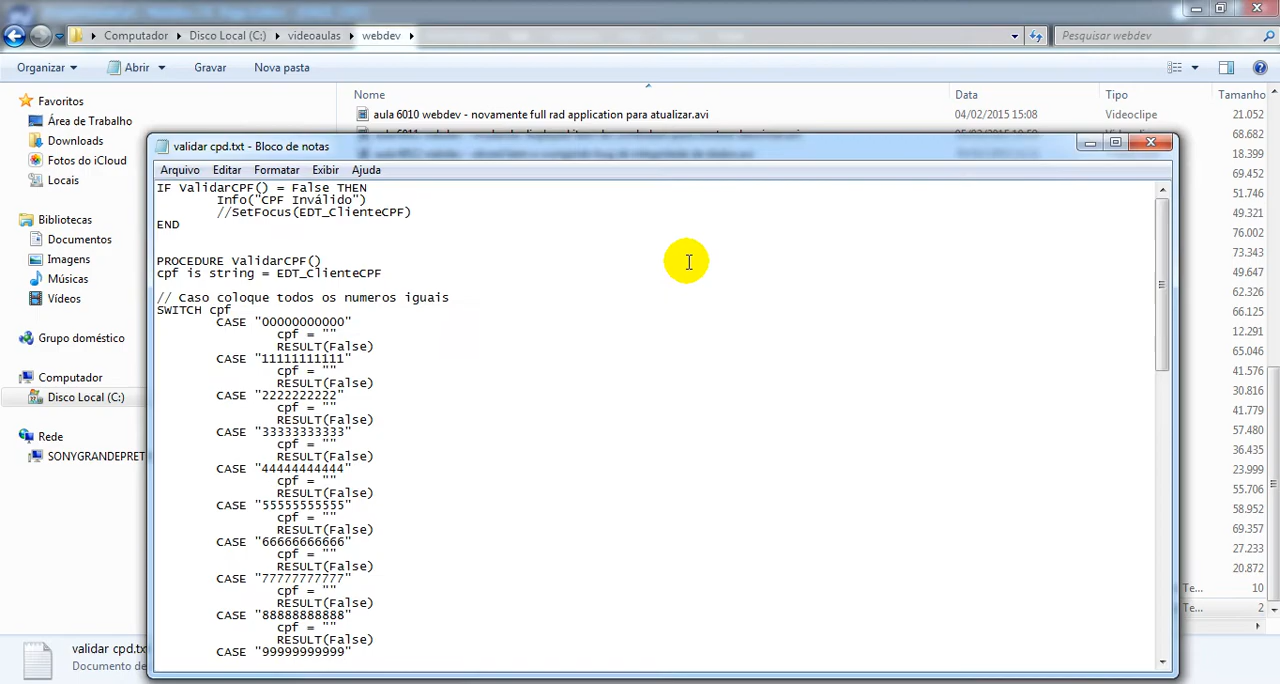 Computador
Disco Local (C:)
videoaulas
webdev
Pesquisar webdev
Organizar
Abrir
Gravar
Nova pasta
Favoritos
Área de Trabalho
Downloads
Fotos do iCloud
Locais
Bibliotecas
Documentos
Imagens
Músicas
Vídeos
Grupo doméstico
Computador
Disco Local (C:)
Rede
SONYGRANDEPRET
Nome
Data
Tipo
Tamanho
aula 6010 webdev - novamente full rad application para atualizar.avi
04/02/2015 15:08
Videoclipe
21.052
68.682
18.399
69.452
51.746
49.321
76.002
73.343
49.647
62.326
66.125
12.291
65.046
41.576
30.816
41.779
57.480
36.435
23.999
55.706
58.952
69.357
27.233
20.872
Te... 10
Te... 2
validar cpd.txt - Bloco de notas
Arquivo Editar Formatar Exibir Ajuda
IF ValidarCPF() = False THEN
Info("CPF Inválido")
//SetFocus(EDT_ClienteCPF)
END
PROCEDURE ValidarCPF()
cpf is string = EDT_ClienteCPF
// Caso coloque todos os numeros iguais
SWITCH cpf
CASE "00000000000"
cpf = ""
RESULT(False)
CASE "11111111111"
cpf = ""
RESULT(False)
CASE "2222222222"
cpf = ""
RESULT(False)
CASE "33333333333"
cpf = ""
RESULT(False)
CASE "44444444444"
cpf = ""
RESULT(False)
CASE "55555555555"
cpf = ""
RESULT(False)
CASE "66666666666"
cpf = ""
RESULT(False)
CASE "77777777777"
cpf = ""
RESULT(False)
CASE "88888888888"
cpf = ""
RESULT(False)
CASE "99999999999"
validar cpd.tx
Documento de